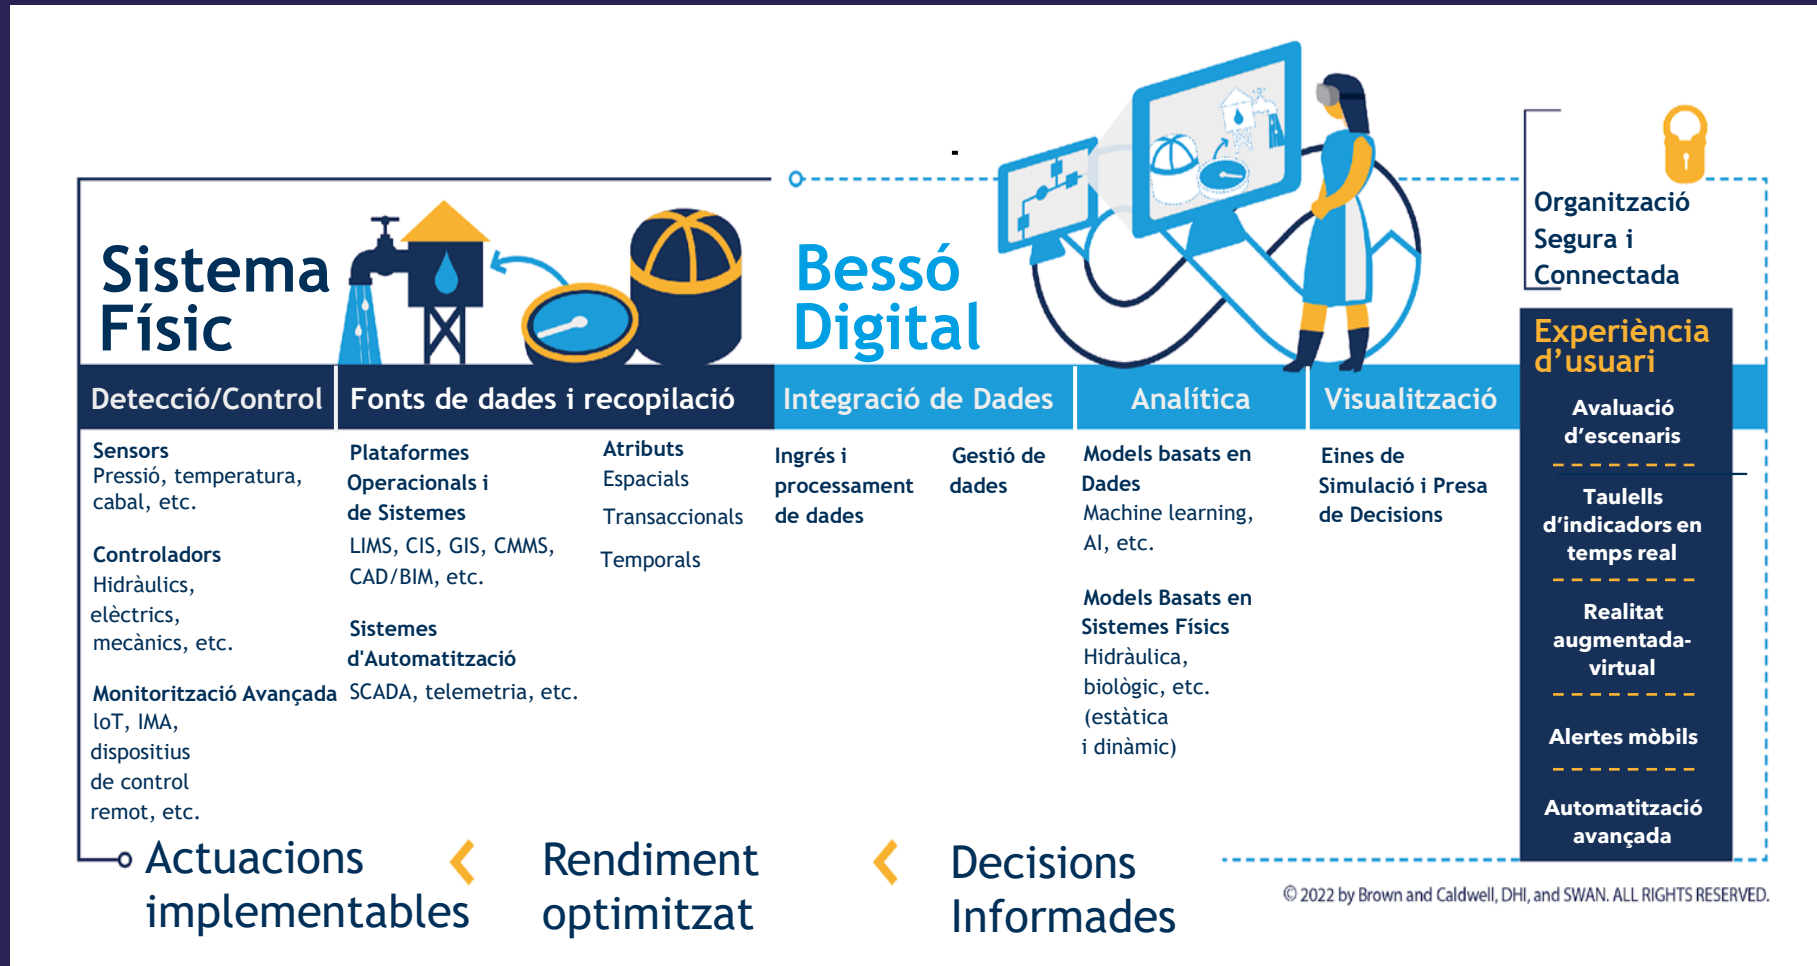 Sistema
Físic
-
Bessó
Digital
Organització
Segura i
Connectada
Detecció/Control
Fonts de dades i recopilació
Integració de Dades
Analítica
Visualització
Sensors
Pressió, temperatura,
cabal, etc.
Controladors
Hidràulics,
elèctrics,
mecànics, etc.
Monitorització Avançada
loT, IMA,
dispositius
de control
remot, etc.
Plataformes
Operacionals i
de Sistemes
LIMS, CIS, GIS, CMMS,
CAD/BIM, etc.
Sistemes
d'Automatització
SCADA, telemetria, etc.
Atributs
Espacials
Transaccionals
Temporals
Ingrés i
processament
de dades
Gestió de
dades
Models basats en
Dades
Machine learning,
AI, etc.
Models Basats en
Sistemes Físics
Hidràulica,
biològic, etc.
(estàtica
i dinàmic)
Eines de
Simulació i Presa
de Decisions
Experiència
d’usuari
Avaluació
d’escenaris
Taulells
d’indicadors en
temps real
Realitat
augmentada-
virtual
Alertes mòbils
Automatització
avançada
Actuacions
implementables
Rendiment
optimitzat
Decisions
Informades
© 2022 by Brown and Caldwell, DHI, and SWAN. ALL RIGHTS RESERVED.